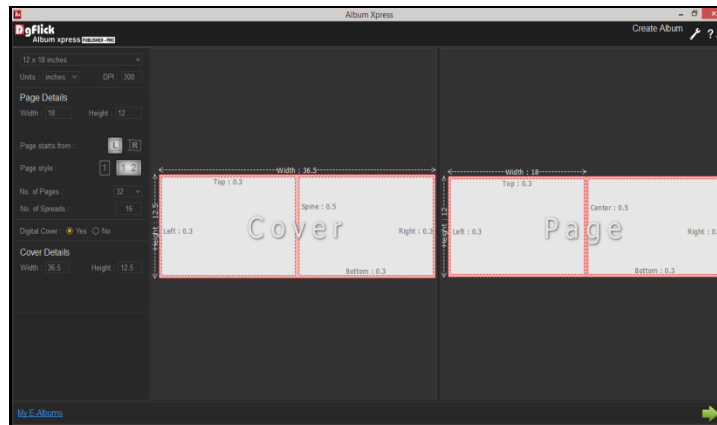 Album Xpress
DgFlick
Album xpress PUBLISHER - PRO
Create Album
?
12 x 18 inches
Units : inches
DPI : 300
Page Details
Width : 18
Height : 12
Page starts from :
L
R
Page style :
1
1 2
No. of Pages :
32
No. of Spreads :
16
Digital Cover :
Yes
No
Cover Details
Width : 36.5
Height : 12.5
Width : 36.5
Height : 12.5
Top : 0.3
Spine : 0.5
Left : 0.3
Cover
Right : 0.3
Bottom : 0.3
Width : 18
Height : 12
Top : 0.3
Center : 0.5
Left : 0.3
Page
Right : 0.
Bottom : 0.3
My E-Albums